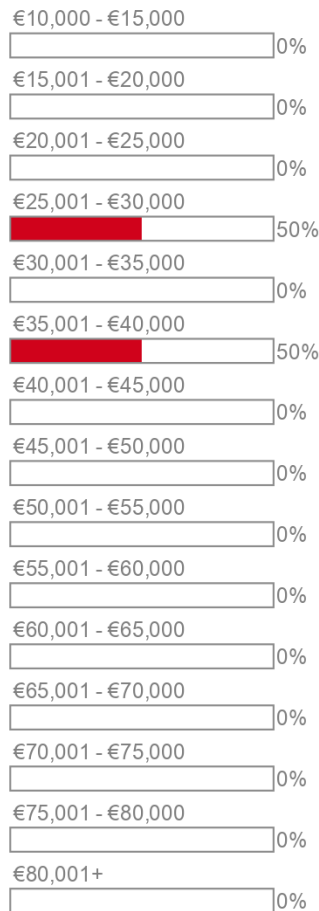 €10,000 - €15,000
0%
€15,001 - €20,000
0%
€20,001 - €25,000
0%
€25,001 - €30,000
50%
€30,001 - €35,000
0%
€35,001 - €40,000
50%
€40,001 - €45,000
0%
€45,001 - €50,000
0%
€50,001 - €55,000
0%
€55,001 - €60,000
0%
€60,001 - €65,000
0%
€65,001 - €70,000
0%
€70,001 - €75,000
0%
€75,001 - €80,000
0%
€80,001+
0%